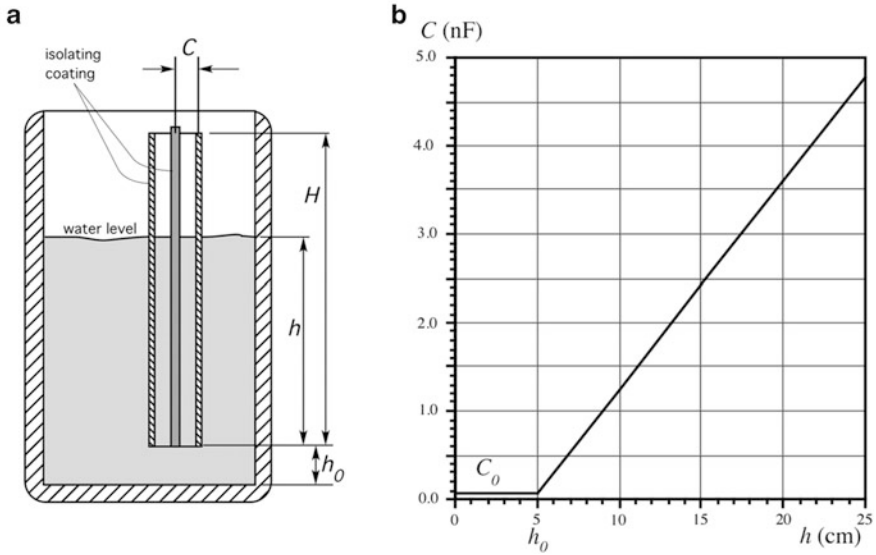 a
isolating
coating
C
H
water level
h
h0
b
C (nF)
5.0
4.0
3.0
2.0
1.0
0.0
C0
0
5
10
15
20
25
h0
h (cm)